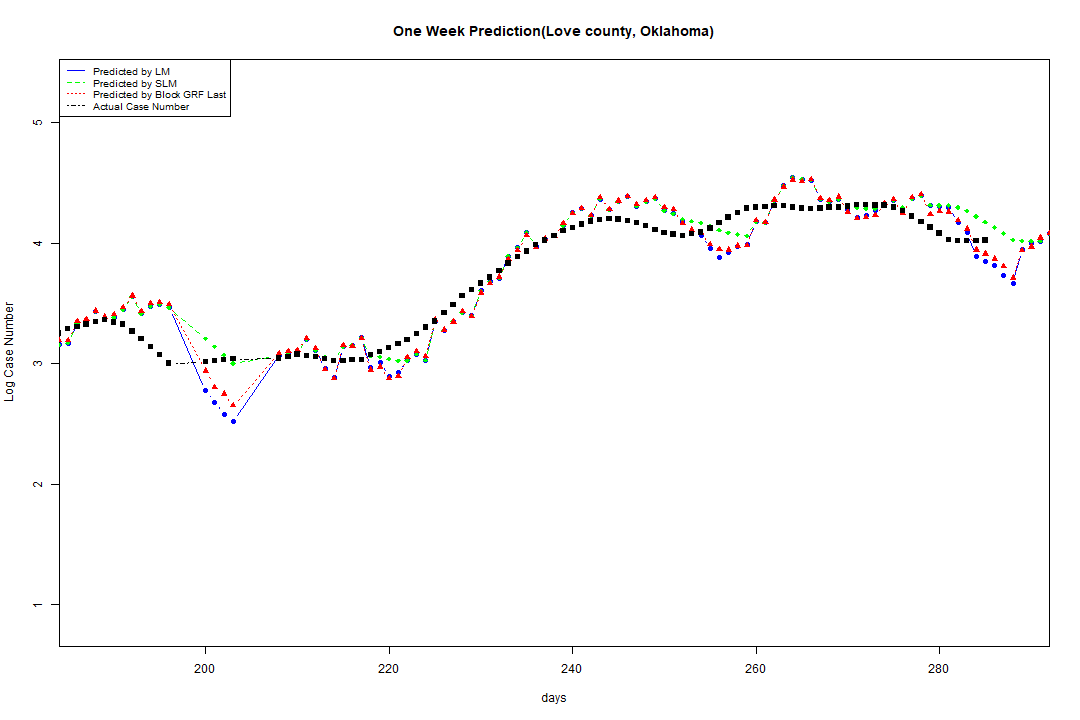 One Week Prediction(Love county, Oklahoma)
Predicted by LM
Predicted by SLM
Predicted by Block GRF Last
Actual Case Number
5
4
3
2
1
Log Case Number
200 220 240 260 280
days